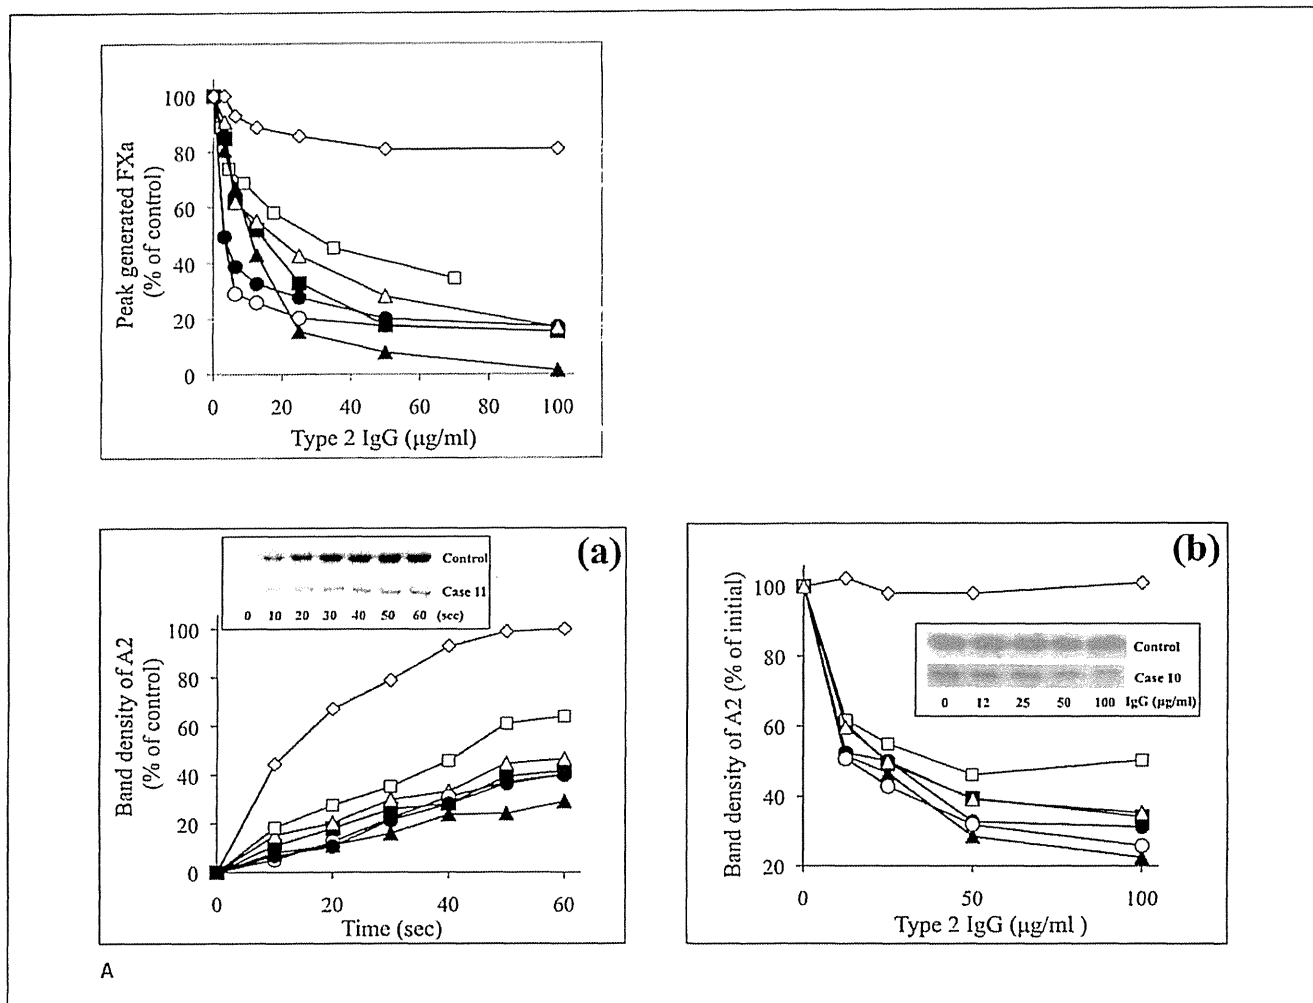 100
80
60
40
20
0
Peak generated FXa
(% of control)
0 20 40 60 80 100
Type 2 IgG (μg/ml)
(a)
Control
Case 11
0 10 20 30 40 50 60 (sec)
100
80
60
40
20
0
Band density of A2
(% of control)
0 20 40 60
Time (sec)
(b)
100
80
60
40
20
Band density of A2 (% of initial)
Control
Case 10
0 12 25 50 100 IgG (μg/ml)
0 50 100
Type 2 IgG (μg/ml )
A